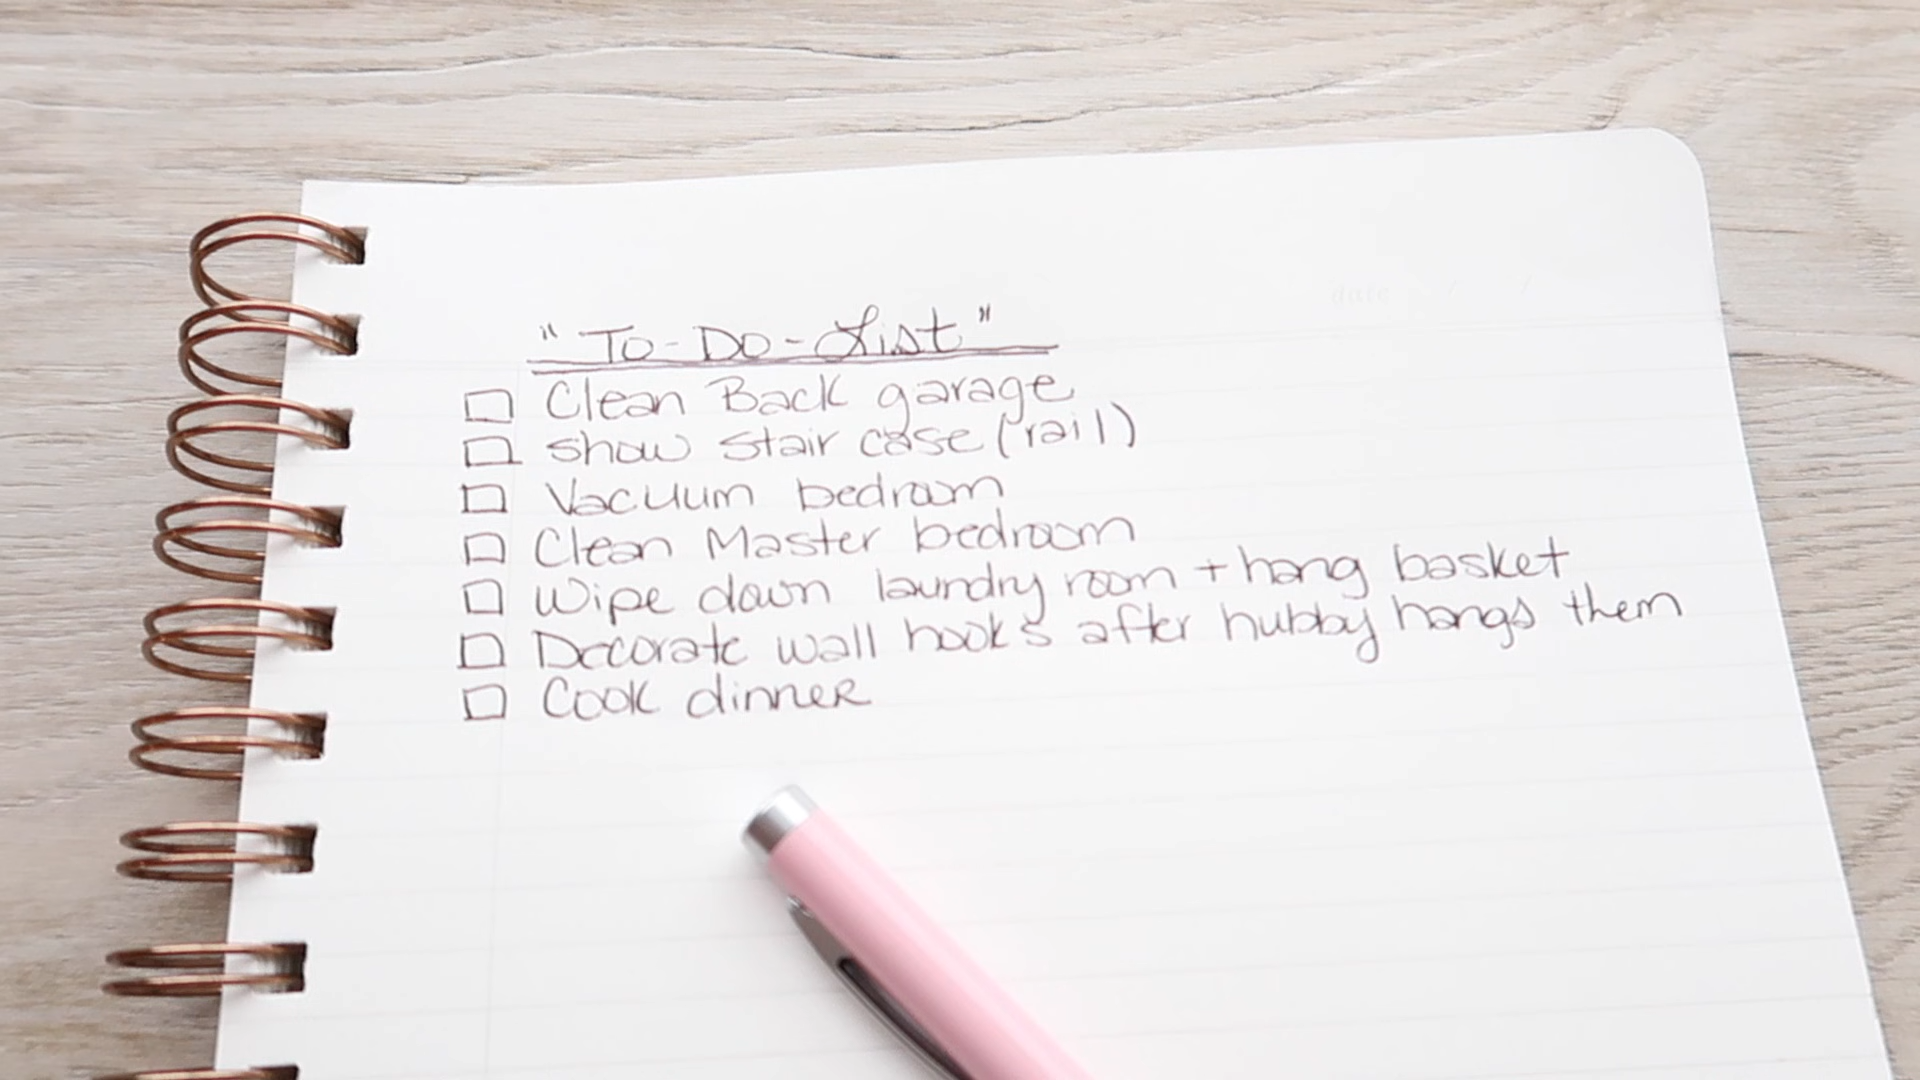 "To-Do-List"
Clean Back garage
show stair case (rail)
Vacuum bedroom
Clean Master bedroom
Wipe down laundry room + hang basket
Decorate wall hooks after hubby hangs them
Cook dinner
date / /